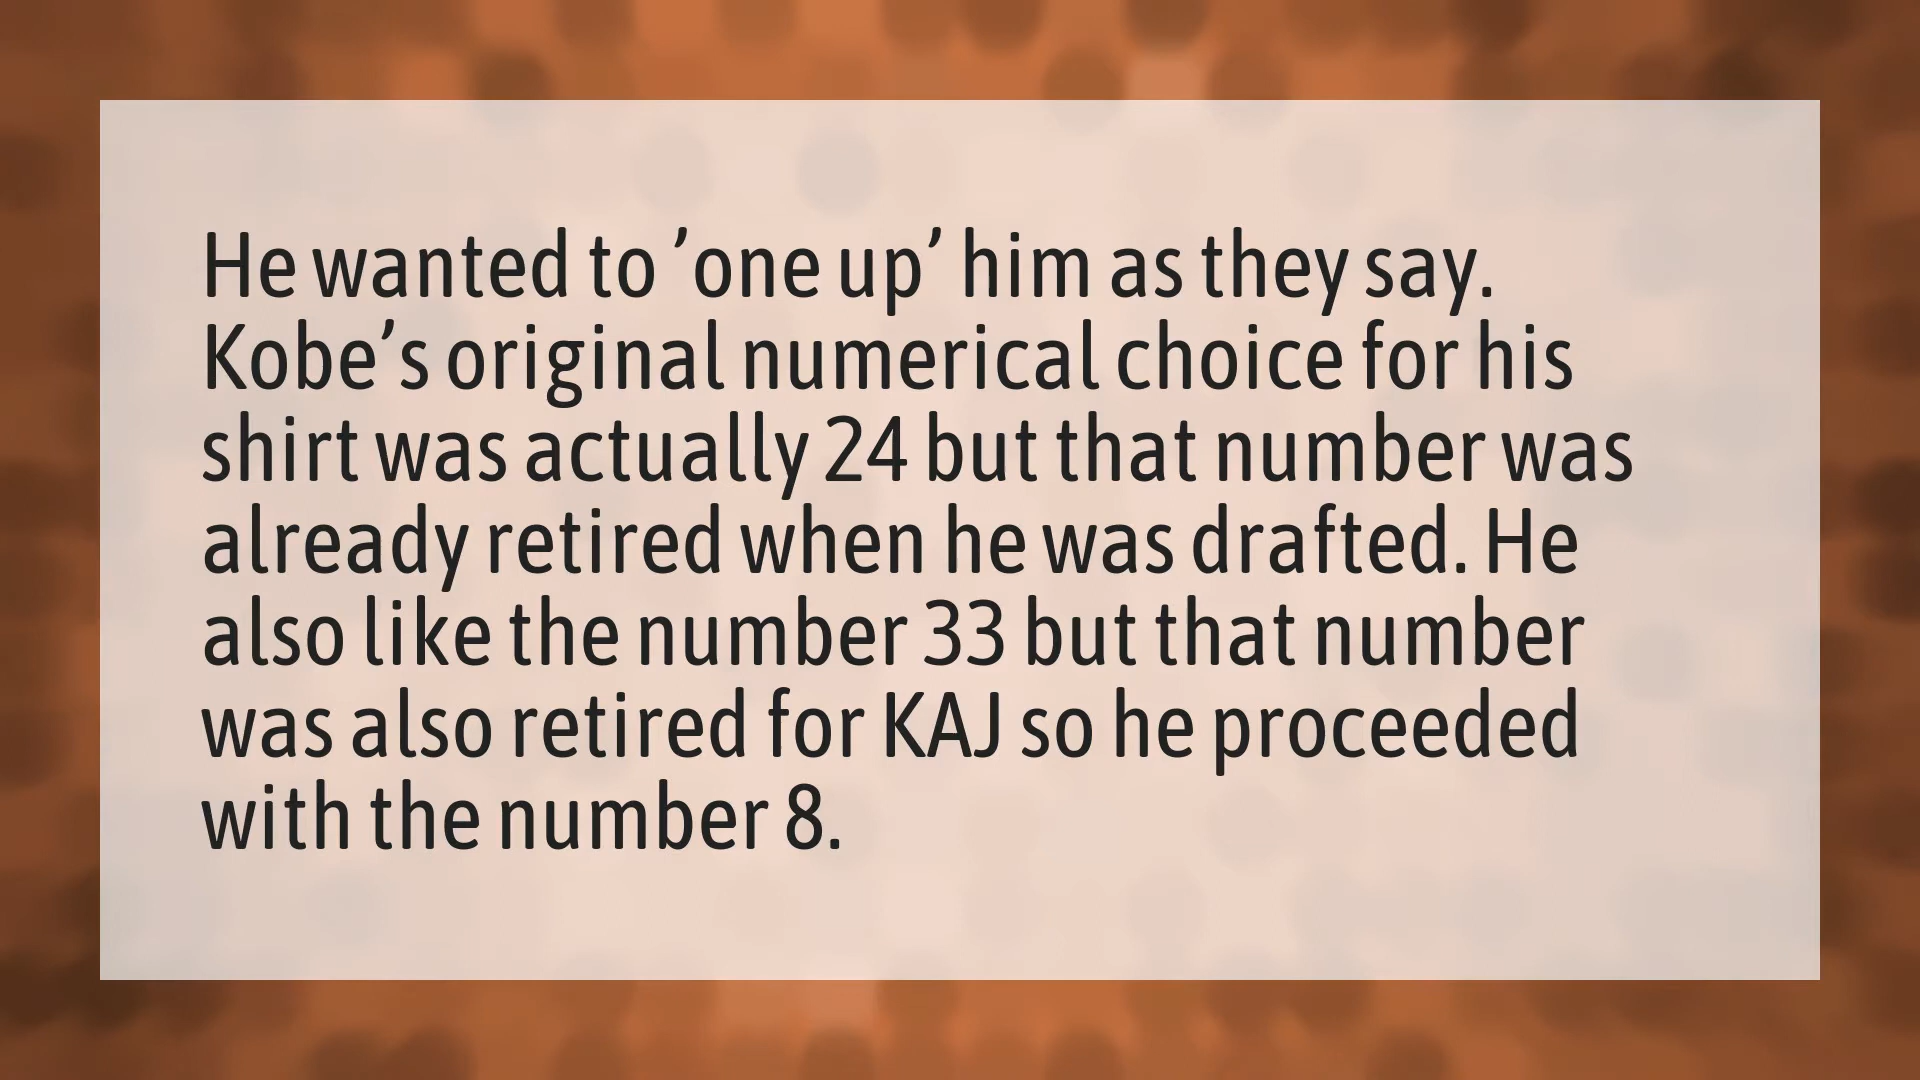 He wanted to ’one up’ him as they say.
Kobe’s original numerical choice for his
shirt was actually 24 but that number was
already retired when he was drafted. He
also like the number 33 but that number
was also retired for KAJ so he proceeded
with the number 8.